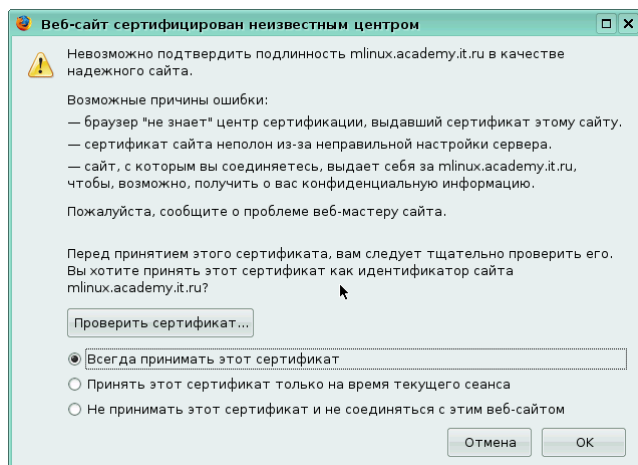 Веб-сайт сертифицирован неизвестным центром
Невозможно подтвердить подлинность mlinux.academy.it.ru в качестве
надежного сайта.
Возможные причины ошибки:
— браузер "не знает" центр сертификации, выдавший сертификат этому сайту.
— сертификат сайта неполон из-за неправильной настройки сервера.
— сайт, с которым вы соединяетесь, выдает себя за mlinux.academy.it.ru,
чтобы, возможно, получить о вас конфиденциальную информацию.
Пожалуйста, сообщите о проблеме веб-мастеру сайта.
Перед принятием этого сертификата, вам следует тщательно проверить его.
Вы хотите принять этот сертификат как идентификатор сайта
mlinux.academy.it.ru?
Проверить сертификат...
Всегда принимать этот сертификат
Принять этот сертификат только на время текущего сеанса
Не принимать этот сертификат и не соединяться с этим веб-сайтом
Отмена
OK